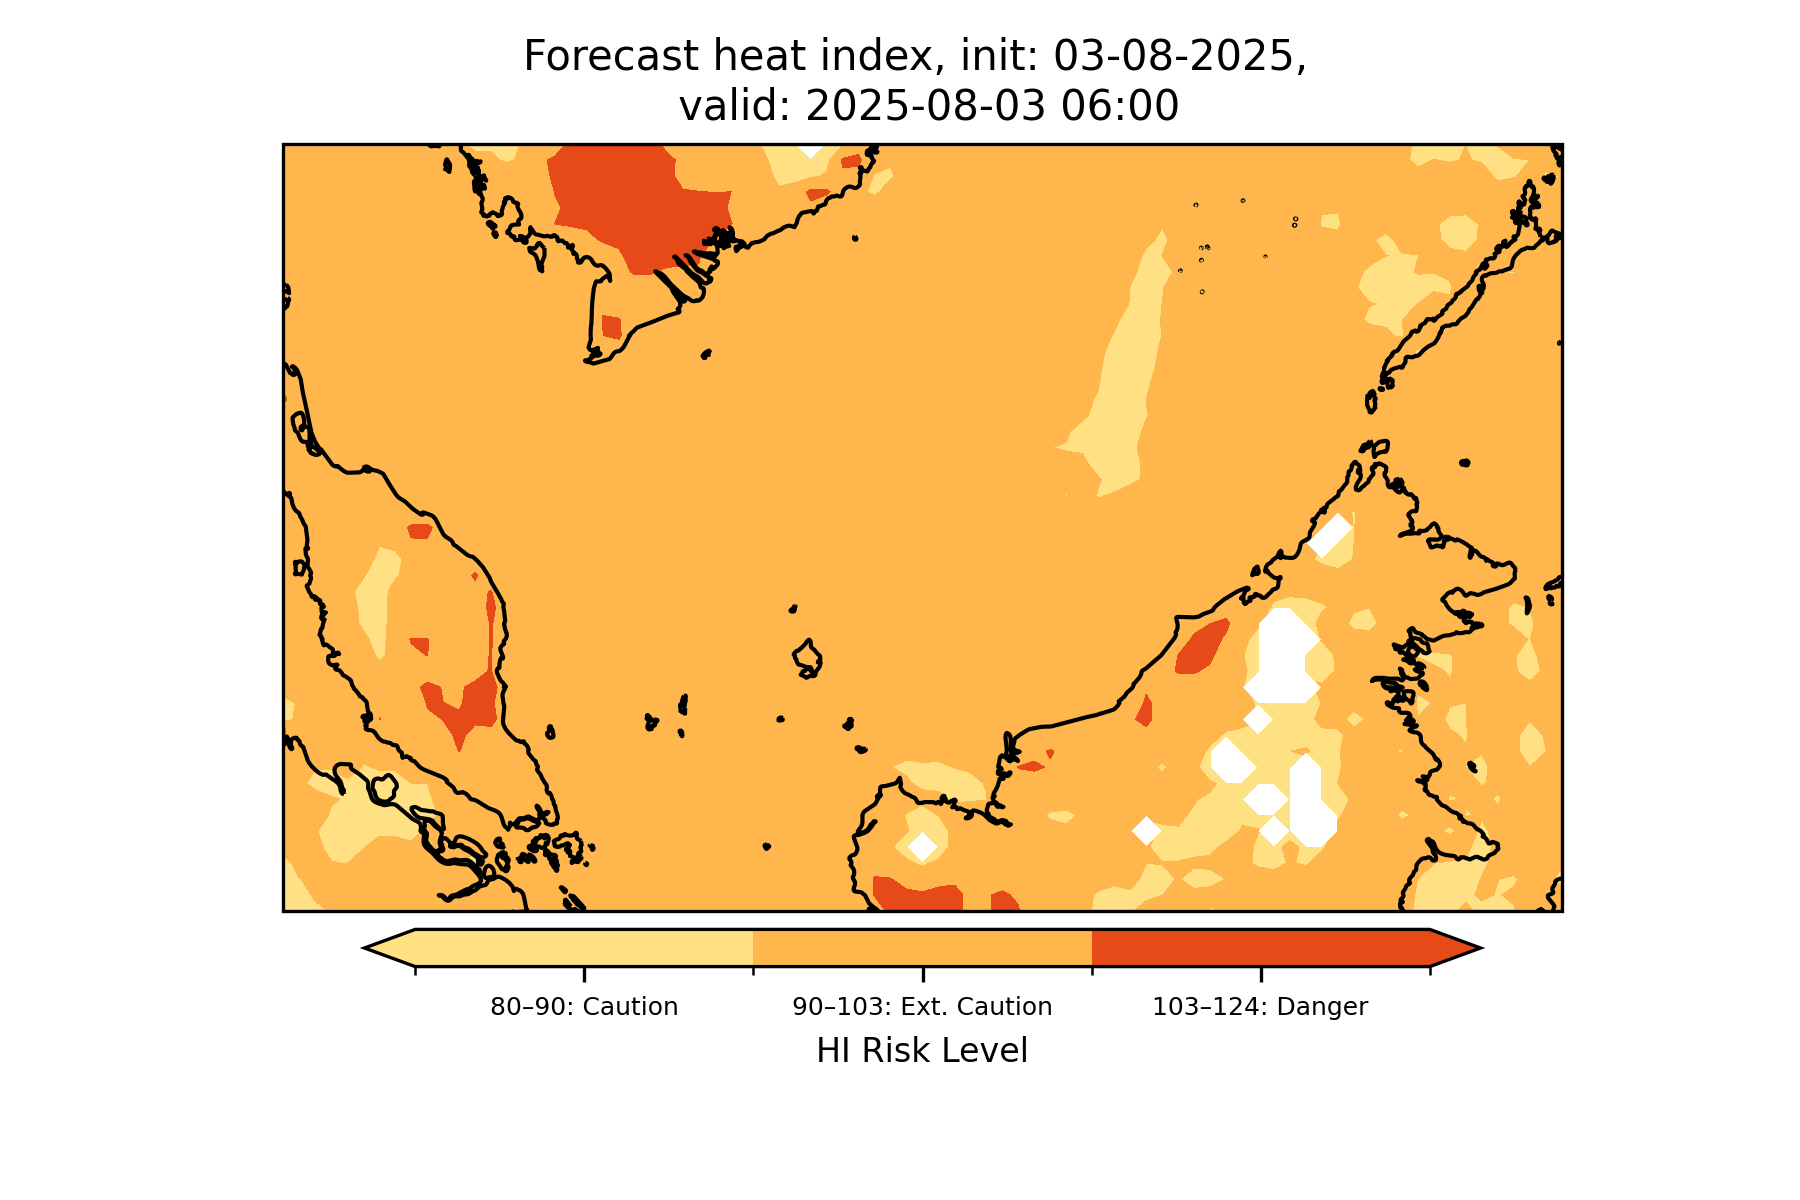 Forecast heat index, init: 03-08-2025,
valid: 2025-08-03 06:00
80–90: Caution
90–103: Ext. Caution
103–124: Danger
HI Risk Level